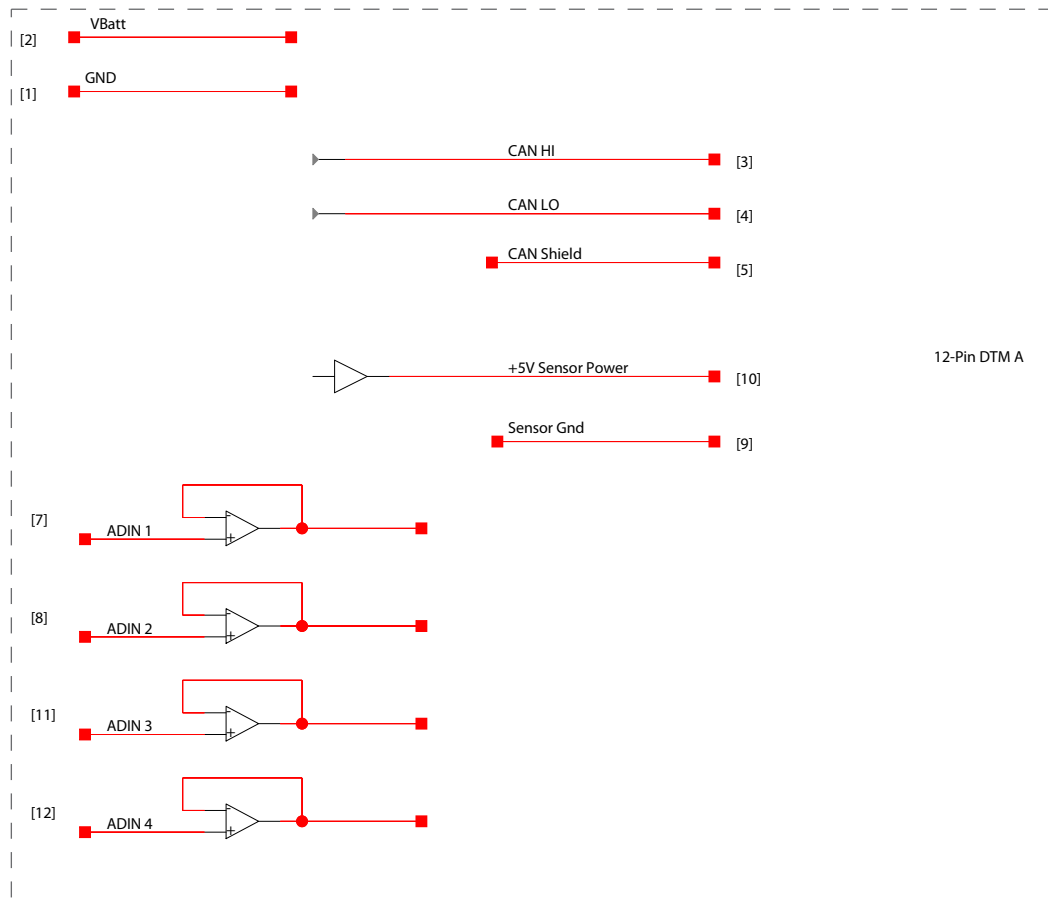 VBatt
[2]
GND
[1]
CAN HI
[3]
CAN LO
[4]
CAN Shield
[5]
12-Pin DTM A
+5V Sensor Power
[10]
Sensor Gnd
[9]
[7]
ADIN 1
-
+
[8]
ADIN 2
-
+
[11]
ADIN 3
-
+
[12]
ADIN 4
-
+